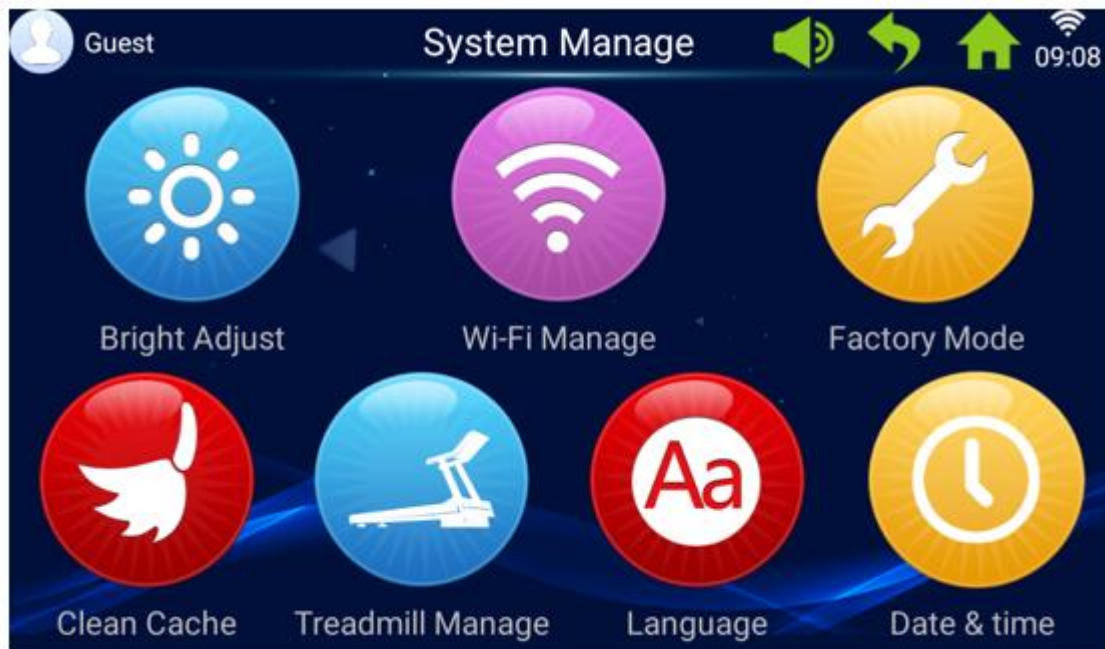 Guest
System Manage
09:08
Bright Adjust
Wi-Fi Manage
Factory Mode
Aa
Clean Cache
Treadmill Manage
Language
Date & time